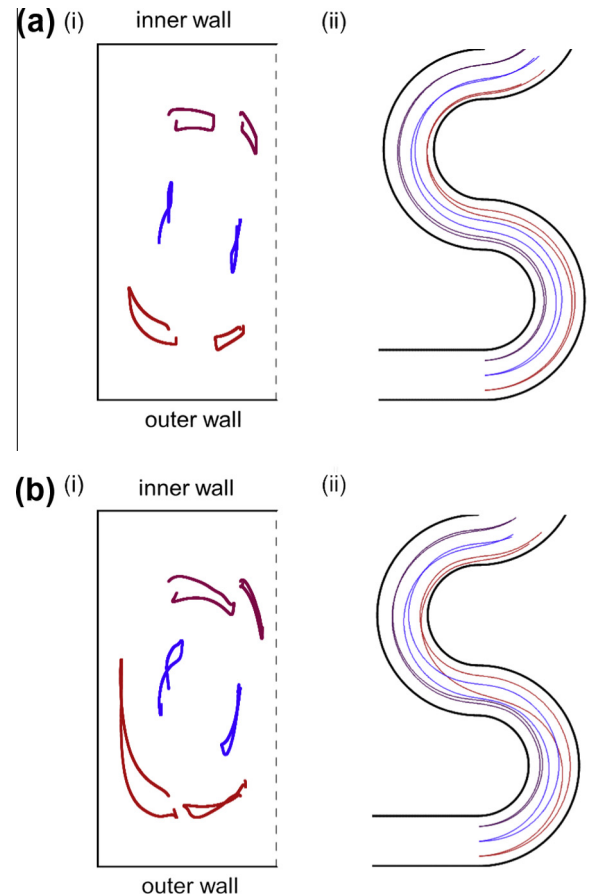 (a) (i) inner wall (ii)
outer wall
(b) (i) inner wall (ii)
outer wall